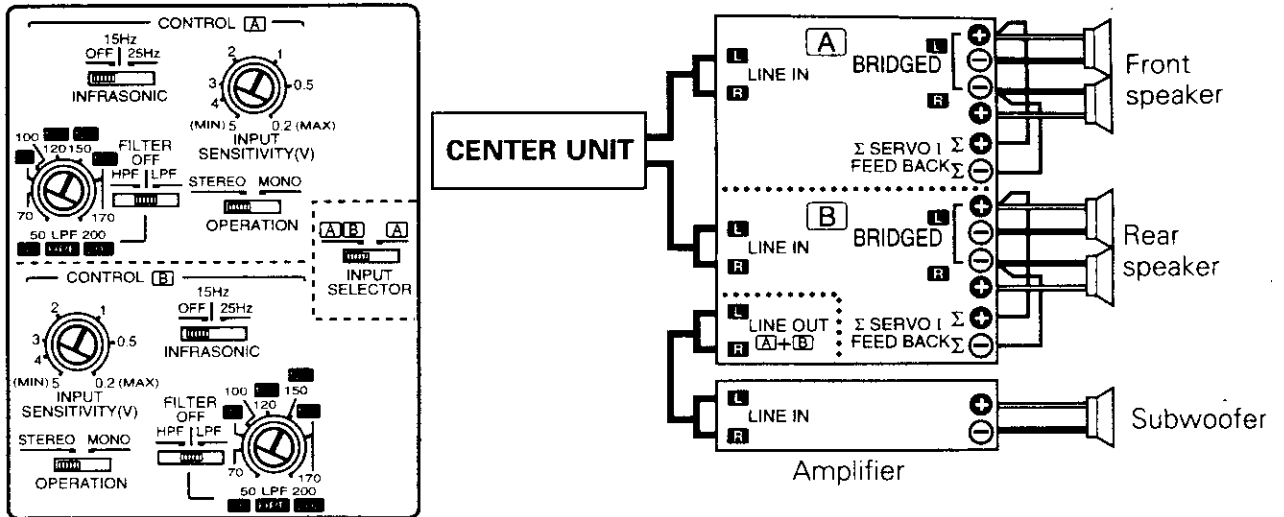 CONTROL A
15Hz
OFF 25Hz
INFRASONIC
2 1
3 0.5
4
(MIN) 5 0.2 (MAX)
INPUT
SENSITIVITY(V)
100 120 150
70 170
50 LPF 200
FILTER
OFF
HPF LPF
STEREO MONO
OPERATION
A B A
INPUT
SELECTOR
CONTROL B
2 1
3 0.5
4
(MIN) 5 0.2 (MAX)
INPUT
SENSITIVITY(V)
15Hz
OFF 25Hz
INFRASONIC
STEREO MONO
OPERATION
FILTER
OFF
HPF LPF
100 120 150
70 170
50 LPF 200
CENTER UNIT
A
L
R
LINE IN
BRIDGED
L
R
+
−
−
+
Σ SERVO I Σ +
FEED BACK Σ −
Front
speaker
B
L
R
LINE IN
BRIDGED
L
R
+
−
−
+
Σ SERVO I Σ +
FEED BACK Σ −
Rear
speaker
L
R
LINE OUT
A+B
L
R
LINE IN
+
−
Subwoofer
Amplifier